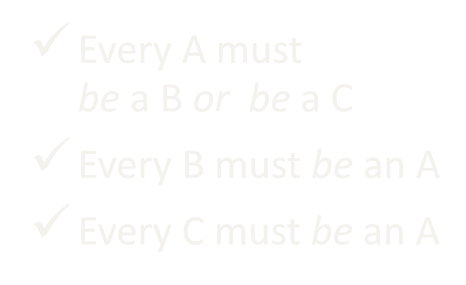 ✓ Every A must
be a B or be a C
✓ Every B must be an A
✓ Every C must be an A